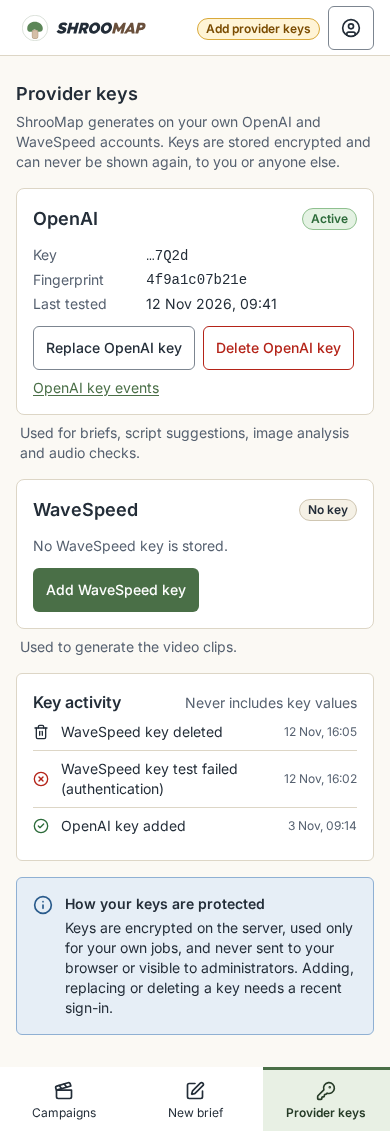 SHROOMAP
Add provider keys
Provider keys
ShrooMap generates on your own OpenAI and
WaveSpeed accounts. Keys are stored encrypted and
can never be shown again, to you or anyone else.
OpenAI
Active
Key …7Q2d
Fingerprint 4f9a1c07b21e
Last tested 12 Nov 2026, 09:41
Replace OpenAI key
Delete OpenAI key
OpenAI key events
Used for briefs, script suggestions, image analysis
and audio checks.
WaveSpeed
No key
No WaveSpeed key is stored.
Add WaveSpeed key
Used to generate the video clips.
Key activity
Never includes key values
WaveSpeed key deleted
12 Nov, 16:05
WaveSpeed key test failed
(authentication)
12 Nov, 16:02
OpenAI key added
3 Nov, 09:14
How your keys are protected
Keys are encrypted on the server, used only
for your own jobs, and never sent to your
browser or visible to administrators. Adding,
replacing or deleting a key needs a recent
sign-in.
Campaigns
New brief
Provider keys